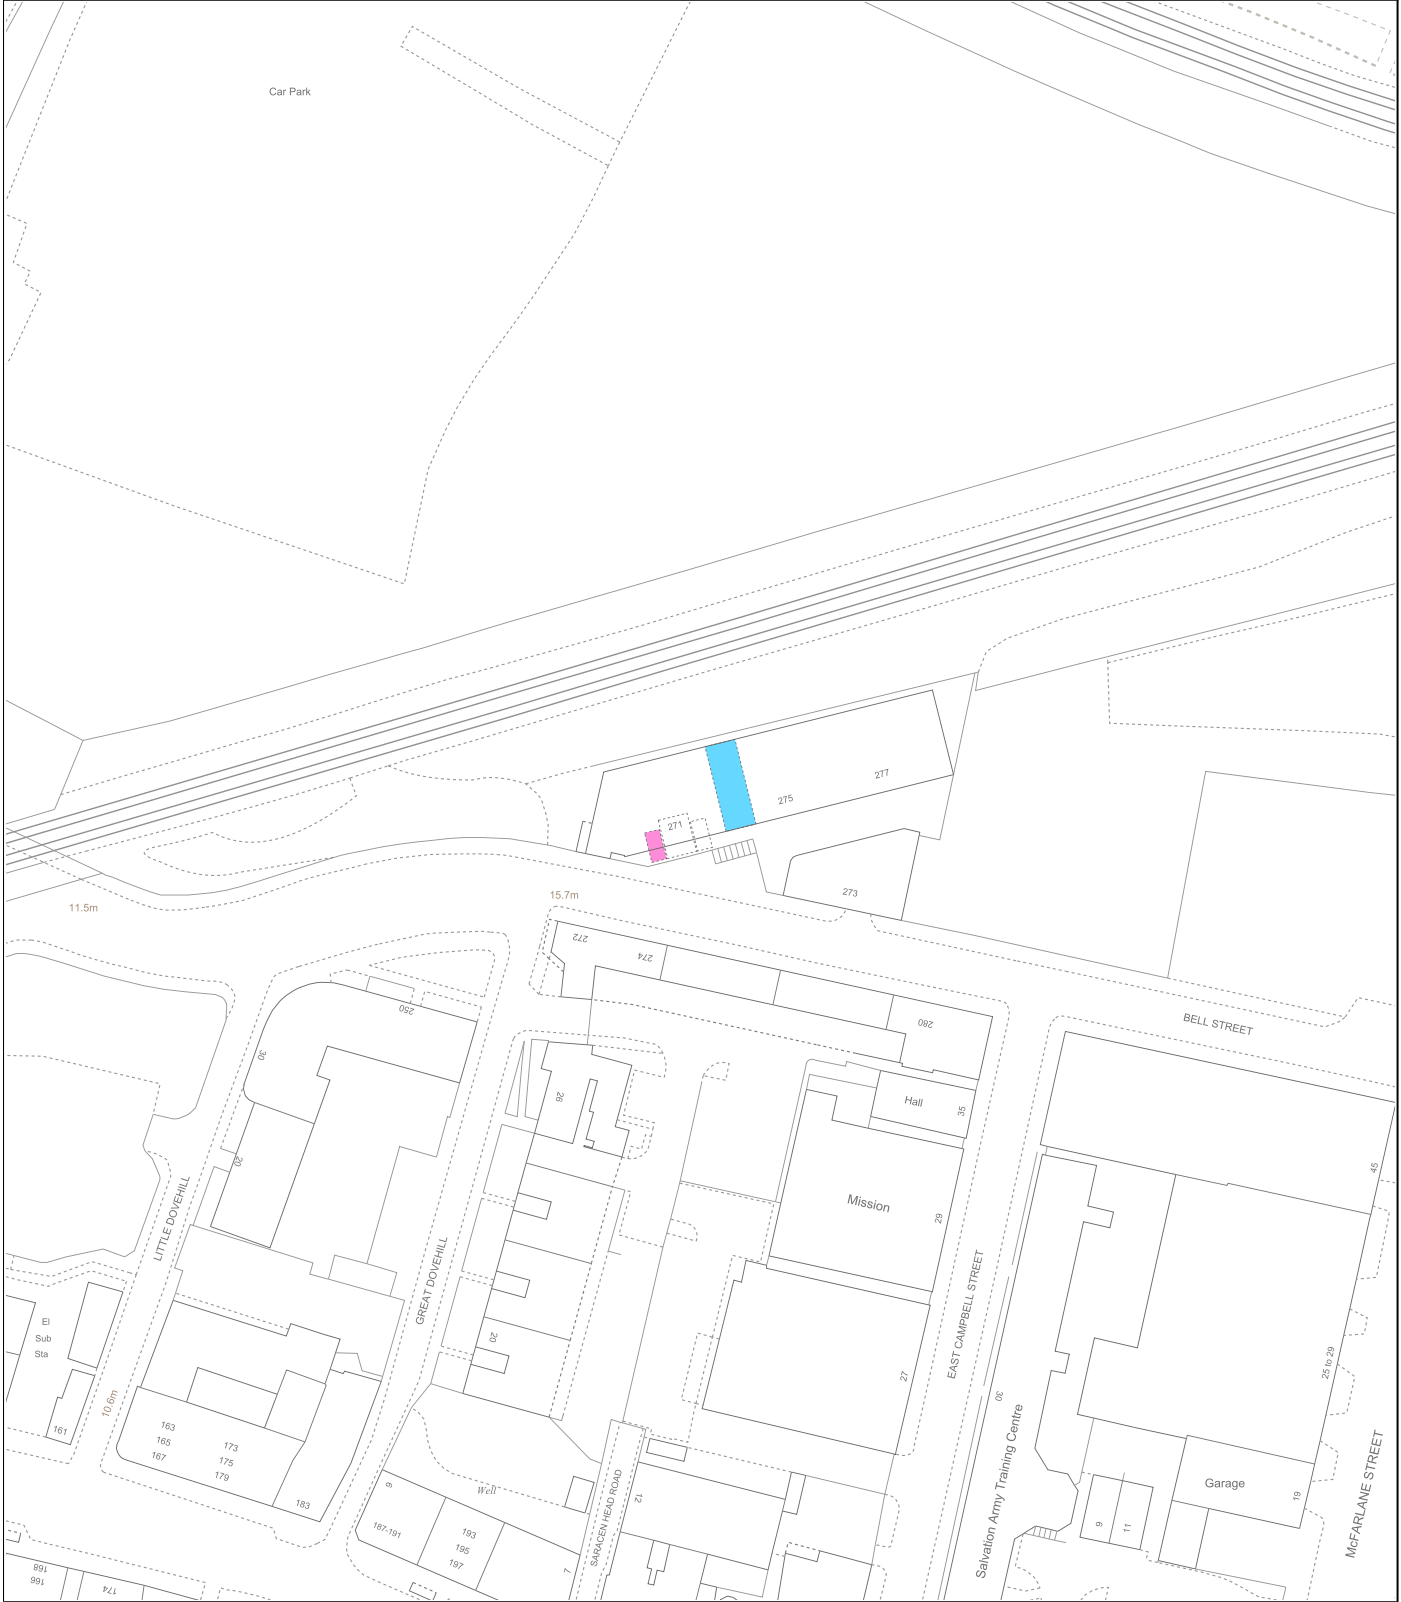 Car Park
271
275
277
273
15.7m
11.5m
272
274
280
250
30
20
26
Hall
35
BELL STREET
Mission
29
45
LITTLE DOVEHILL
GREAT DOVEHILL
EAST CAMPBELL STREET
20
El
Sub
Sta
10.6m
161
163
165
167
173
175
179
183
27
30
25 to 29
Salvation Army Training Centre
McFARLANE STREET
Garage
19
9
11
Well
9
12
SARACEN HEAD ROAD
187-191
193
195
197
7
168
166
174